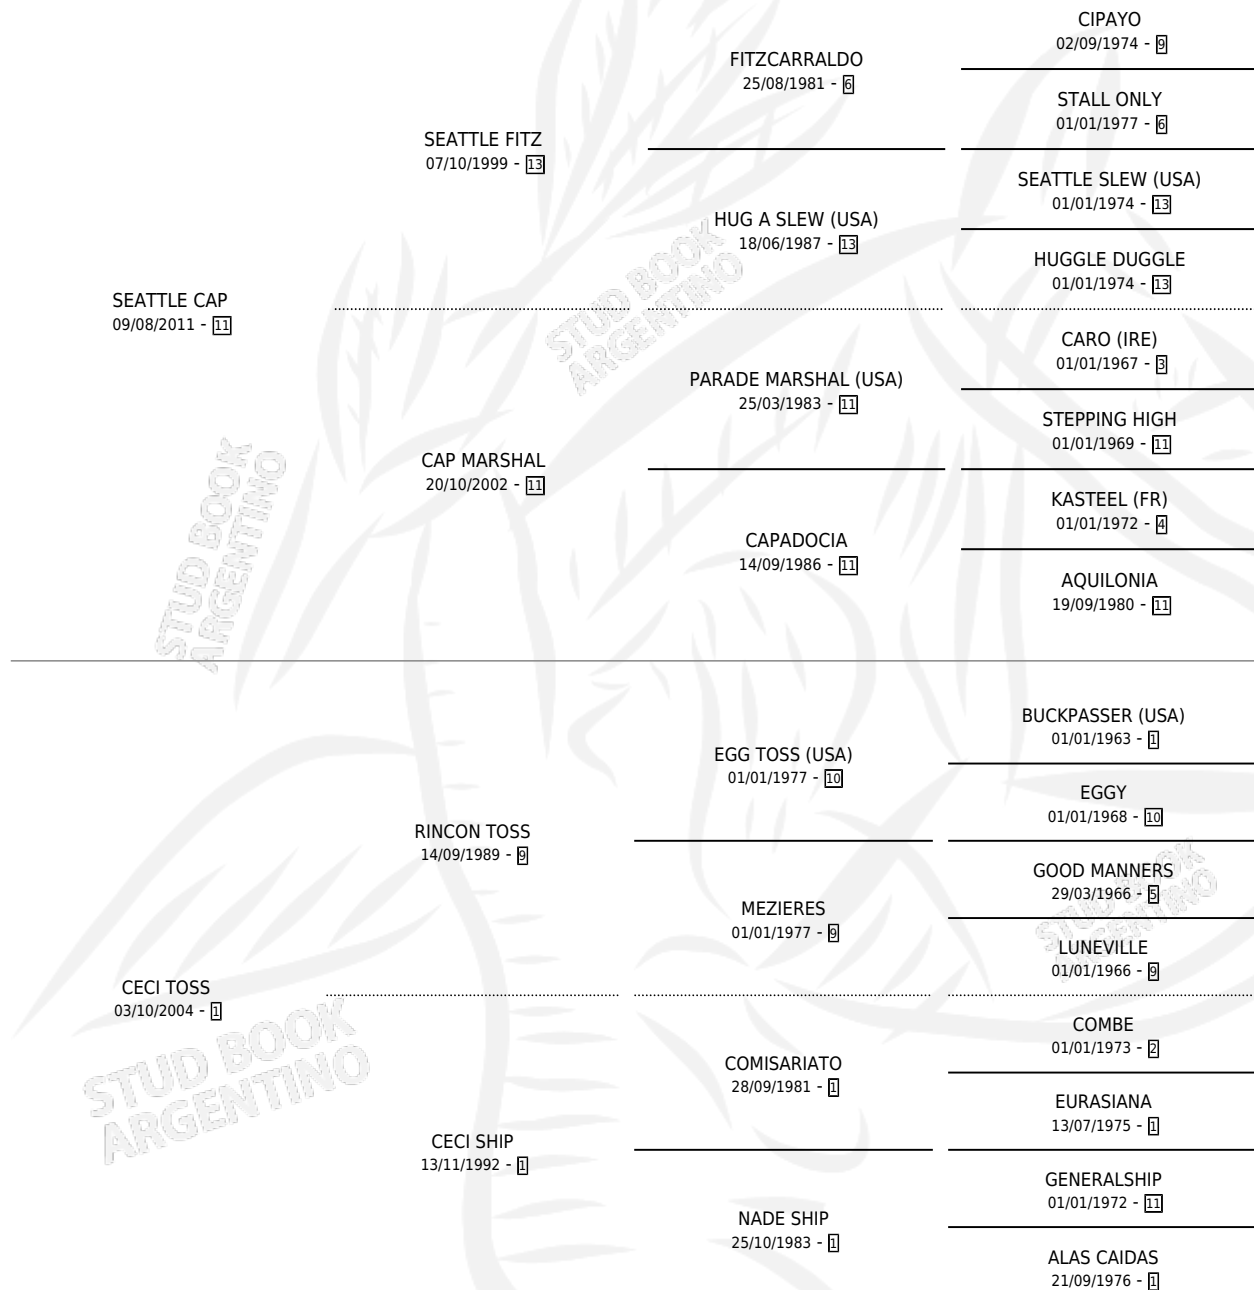 CIPAYO
02/09/1974 - 9
FITZCARRALDO
25/08/1981 - 6
STALL ONLY
01/01/1977 - 6
SEATTLE FITZ
07/10/1999 - 13
SEATTLE SLEW (USA)
01/01/1974 - 13
HUG A SLEW (USA)
18/06/1987 - 13
HUGGLE DUGGLE
01/01/1974 - 13
SEATTLE CAP
09/08/2011 - 11
CARO (IRE)
01/01/1967 - 3
PARADE MARSHAL (USA)
25/03/1983 - 11
STEPPING HIGH
01/01/1969 - 11
CAP MARSHAL
20/10/2002 - 11
KASTEEL (FR)
01/01/1972 - 4
CAPADOCIA
14/09/1986 - 11
AQUILONIA
19/09/1980 - 11
BUCKPASSER (USA)
01/01/1963 - 1
EGG TOSS (USA)
01/01/1977 - 10
EGGY
01/01/1968 - 10
RINCON TOSS
14/09/1989 - 9
GOOD MANNERS
29/03/1966 - 5
MEZIERES
01/01/1977 - 9
LUNEVILLE
01/01/1966 - 9
CECI TOSS
03/10/2004 - 1
COMBE
01/01/1973 - 2
COMISARIATO
28/09/1981 - 1
EURASIANA
13/07/1975 - 1
CECI SHIP
13/11/1992 - 1
GENERALSHIP
01/01/1972 - 11
NADE SHIP
25/10/1983 - 1
ALAS CAIDAS
21/09/1976 - 1
STUD BOOK
ARGENTINO
STUD BOOK
ARGENTINO
STUD BOOK
ARGENTINO
STUD BOOK
ARGENTINO